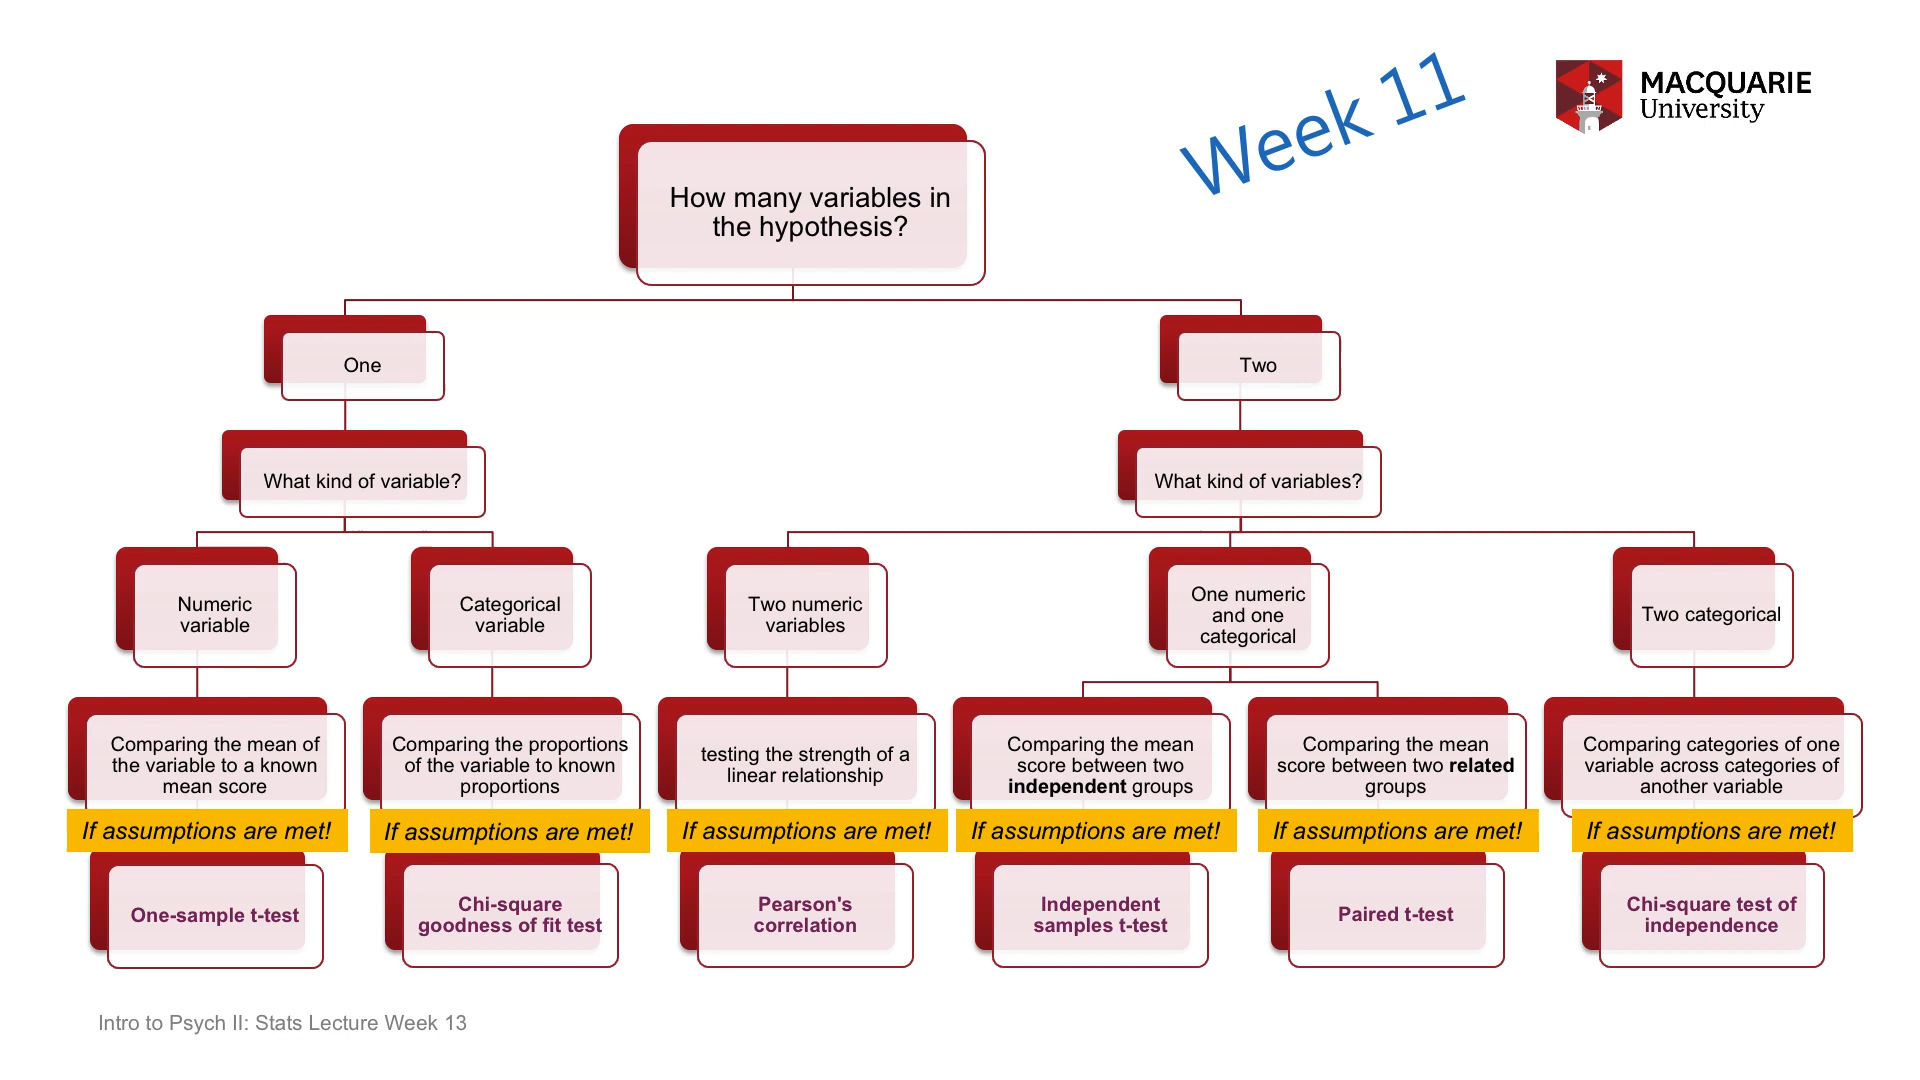 Week 11
MACQUARIE
University
How many variables in
the hypothesis?
One
Two
What kind of variable?
What kind of variables?
Numeric
variable
Categorical
variable
Two numeric
variables
One numeric
and one
categorical
Two categorical
Comparing the mean of
the variable to a known
mean score
Comparing the proportions
of the variable to known
proportions
testing the strength of a
linear relationship
Comparing the mean
score between two
independent groups
Comparing the mean
score between two related
groups
Comparing categories of one
variable across categories of
another variable
If assumptions are met!
If assumptions are met!
If assumptions are met!
If assumptions are met!
If assumptions are met!
If assumptions are met!
One-sample t-test
Chi-square
goodness of fit test
Pearson's
correlation
Independent
samples t-test
Paired t-test
Chi-square test of
independence
Intro to Psych II: Stats Lecture Week 13